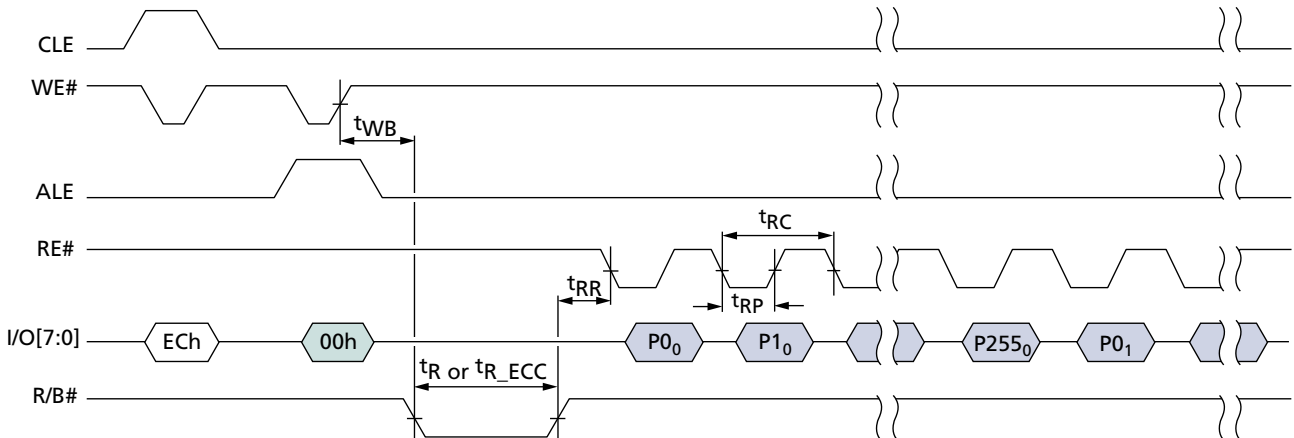 CLE
WE#
tWB
ALE
tRC
RE#
tRR
tRP
I/O[7:0]
ECh
00h
P0₀
P1₀
P255₀
P0₁
tR or tR_ECC
R/B#